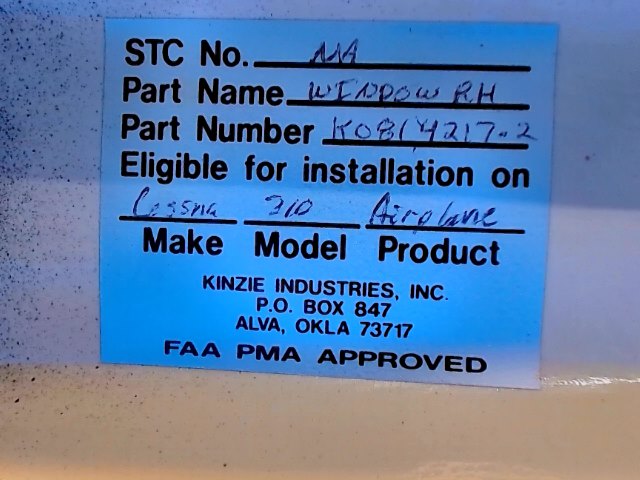 STC No. NA
Part Name WINDOW RH
Part Number K0814217-2
Eligible for installation on
Cessna 310 Airplane
Make Model Product
KINZIE INDUSTRIES, INC.
P.O. BOX 847
ALVA, OKLA 73717
FAA PMA APPROVED